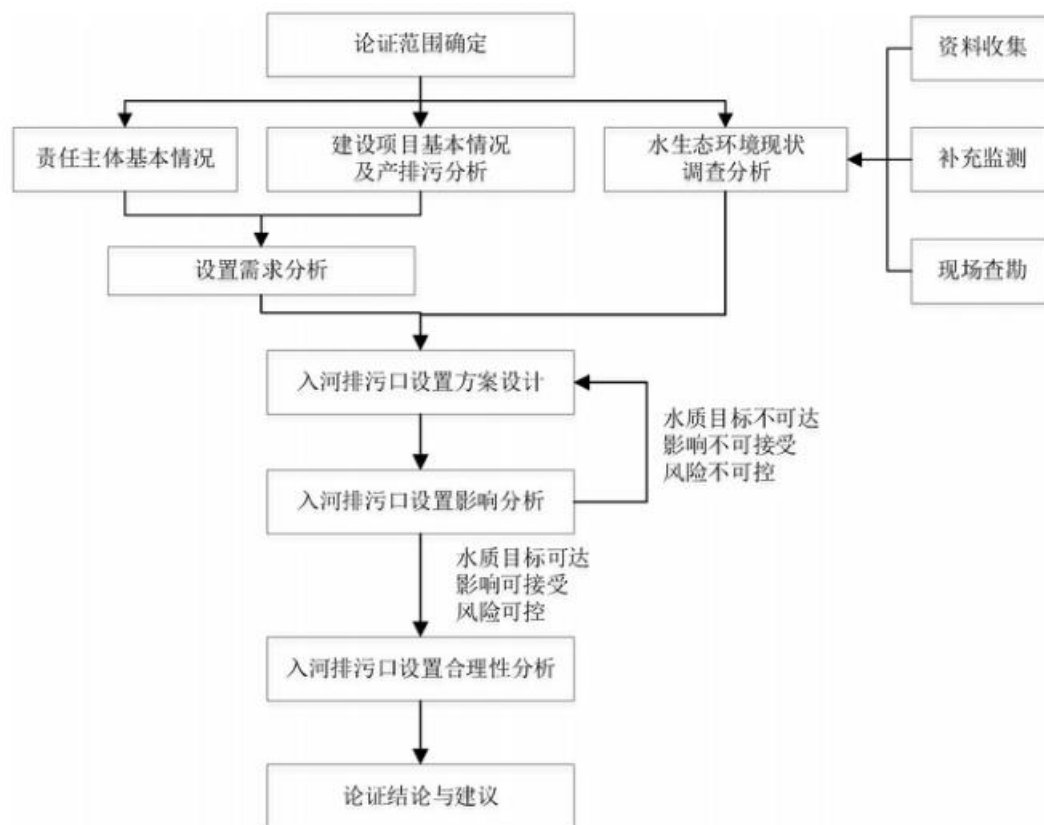 论证范围确定
资料收集
责任主体基本情况
建设项目基本情况
及产排污分析
水生态环境现状
调查分析
补充监测
设置需求分析
现场查勘
入河排污口设置方案设计
水质目标不可达
影响不可接受
风险不可控
入河排污口设置影响分析
水质目标可达
影响可接受
风险可控
入河排污口设置合理性分析
论证结论与建议